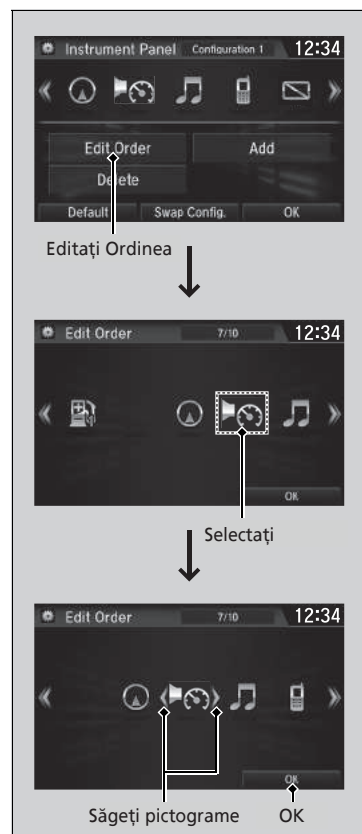 Instrument Panel Configuration 1 12:34
Edit Order Add
Delete
Default Swap Config. OK
Editați Ordinea
Edit Order 7/10 12:34
OK
Selectați
Edit Order 7/10 12:34
OK
Săgeți pictograme OK